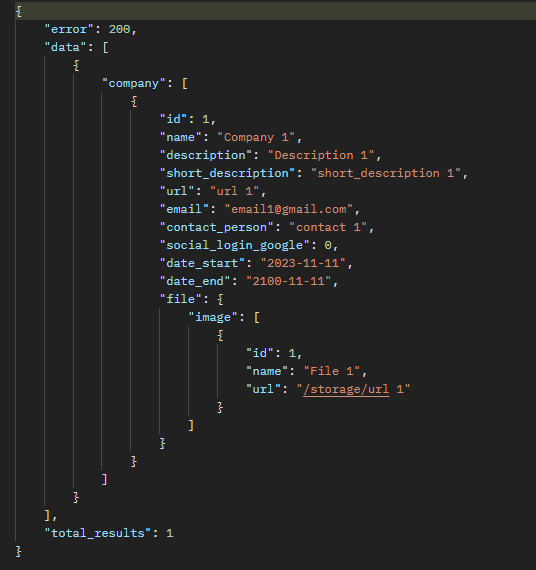 {
    "error": 200,
    "data": [
        {
            "company": [
                {
                    "id": 1,
                    "name": "Company 1",
                    "description": "Description 1",
                    "short_description": "short_description 1",
                    "url": "url 1",
                    "email": "email1@gmail.com",
                    "contact_person": "contact 1",
                    "social_login_google": 0,
                    "date_start": "2023-11-11",
                    "date_end": "2100-11-11",
                    "file": {
                        "image": [
                            {
                                "id": 1,
                                "name": "File 1",
                                "url": "/storage/url 1"
                            }
                        ]
                    }
                }
            ]
        }
    ],
    "total_results": 1
}